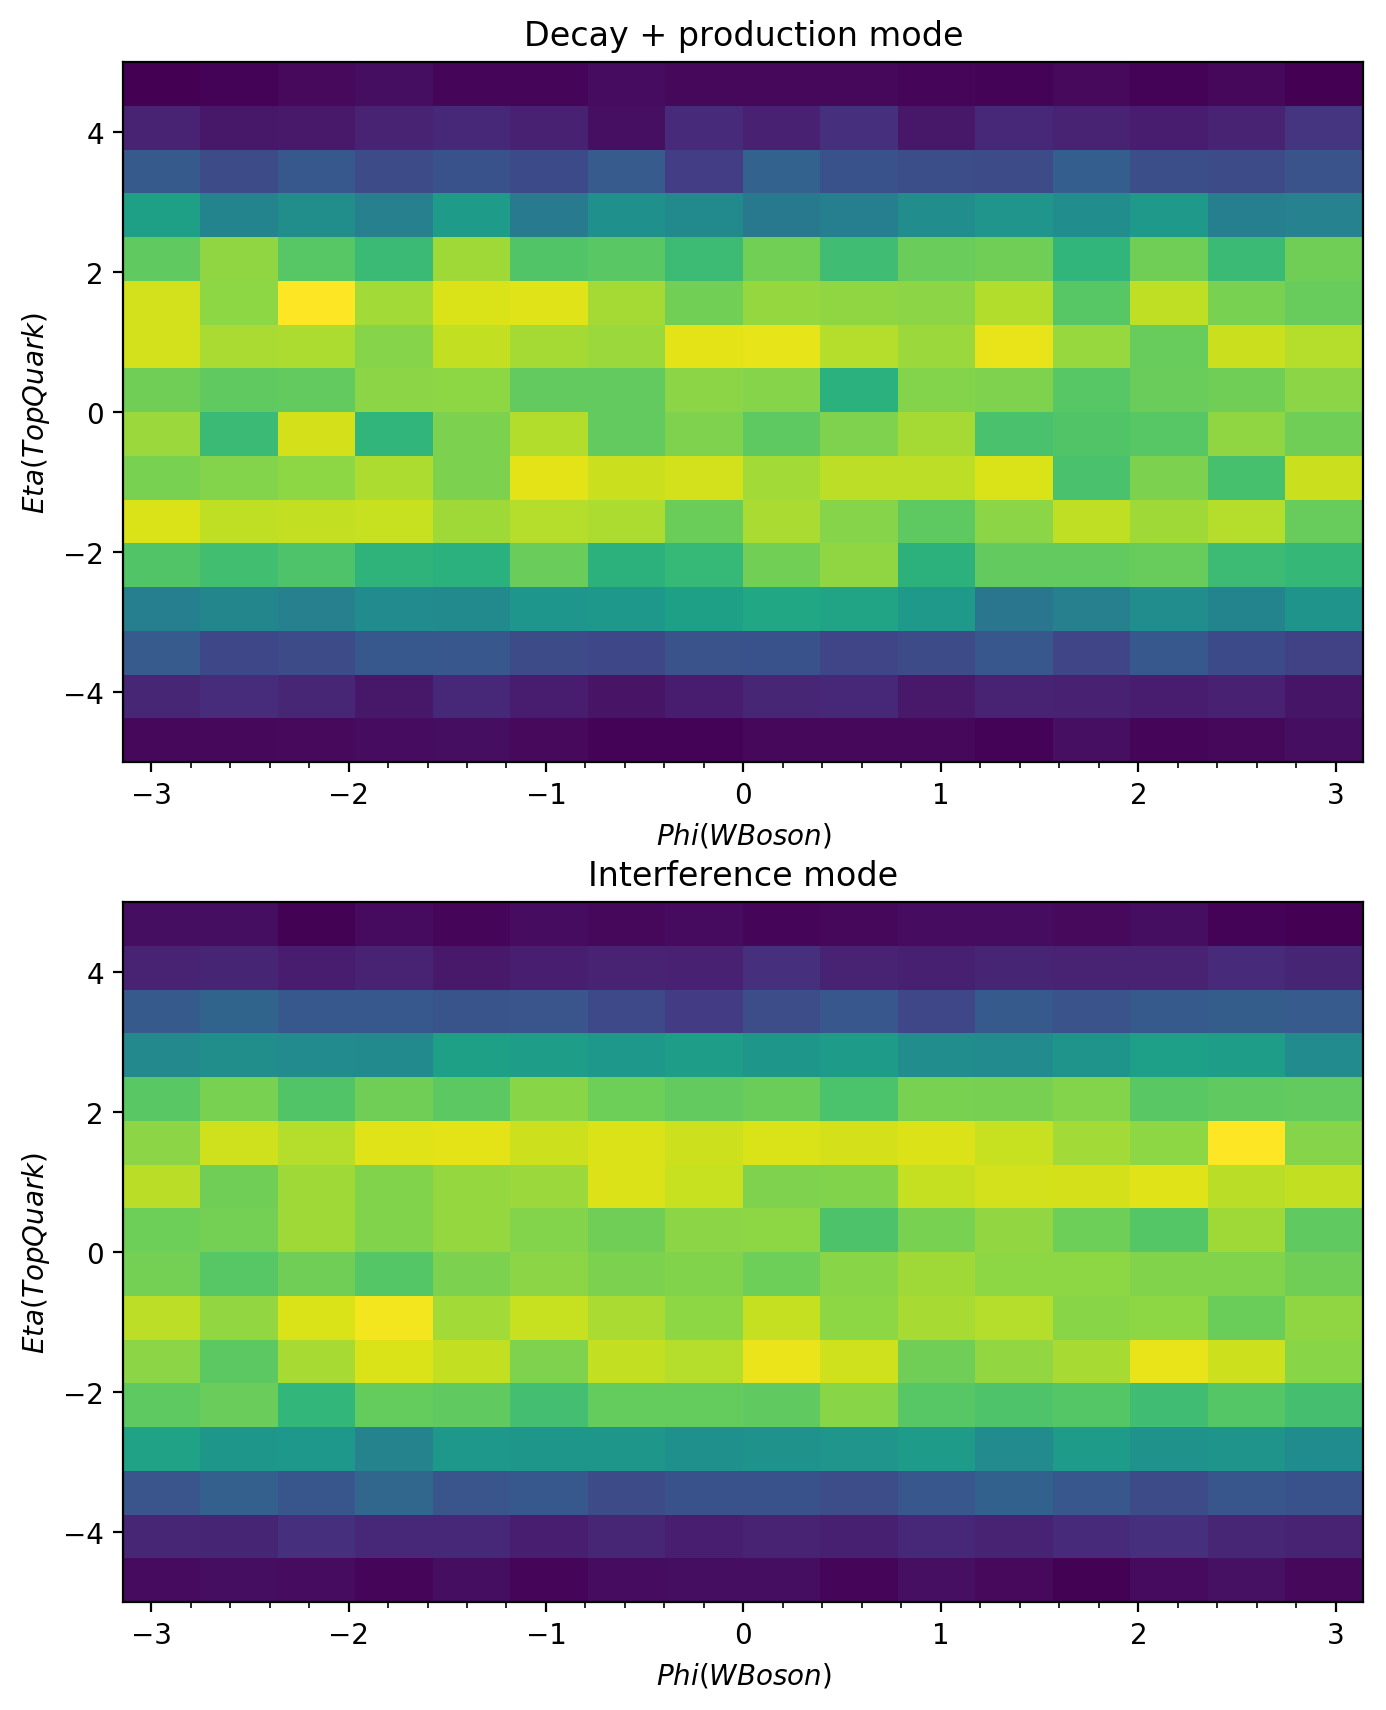 Decay + production mode
4
2
0
−2
−4
Eta(TopQuark)
−3 −2 −1 0 1 2 3
Phi(WBoson)
Interference mode
4
2
0
−2
−4
Eta(TopQuark)
−3 −2 −1 0 1 2 3
Phi(WBoson)